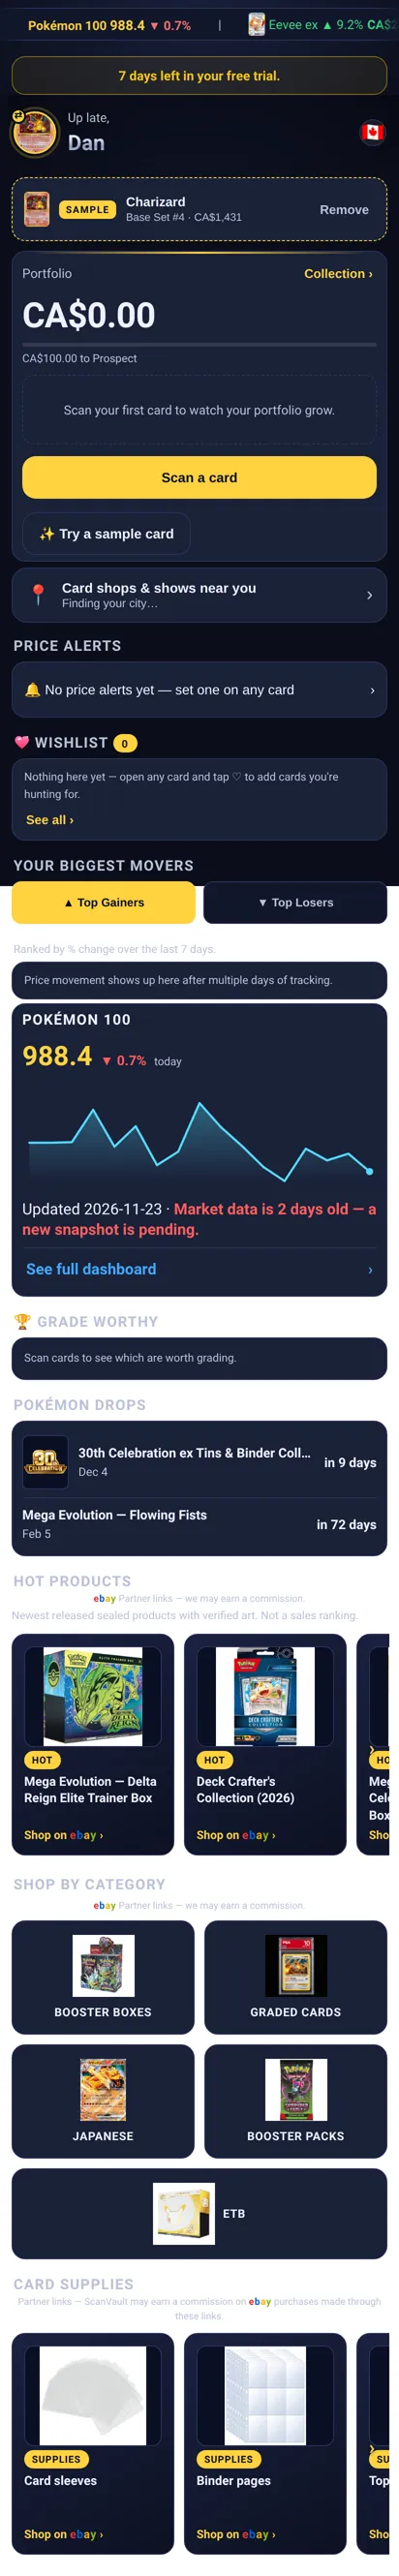 Pokémon 100 988.4 ▼ 0.7% | Eevee ex ▲ 9.2% CA$2
7 days left in your free trial.
Up late,
Dan
SAMPLE
Charizard
Base Set #4 · CA$1,431
Remove
Portfolio
Collection ›
CA$0.00
CA$100.00 to Prospect
Scan your first card to watch your portfolio grow.
Scan a card
✨ Try a sample card
Card shops & shows near you
Finding your city…
›
PRICE ALERTS
🔔 No price alerts yet — set one on any card ›
💖 WISHLIST 0
Nothing here yet — open any card and tap ♡ to add cards you're
hunting for.
See all ›
YOUR BIGGEST MOVERS
▲ Top Gainers
▼ Top Losers
Ranked by % change over the last 7 days.
Price movement shows up here after multiple days of tracking.
POKÉMON 100
988.4 ▼ 0.7% today
Updated 2026-11-23 · Market data is 2 days old — a
new snapshot is pending.
See full dashboard ›
🏆 GRADE WORTHY
Scan cards to see which are worth grading.
POKÉMON DROPS
30
CELEBRATION
30th Celebration ex Tins & Binder Coll…
Dec 4
in 9 days
Mega Evolution — Flowing Fists
Feb 5
in 72 days
HOT PRODUCTS
ebay Partner links — we may earn a commission.
Newest released sealed products with verified art. Not a sales ranking.
HOT
Mega Evolution — Delta
Reign Elite Trainer Box
Shop on ebay ›
HOT
Deck Crafter's
Collection (2026)
Shop on ebay ›
HO
Meg
Cele
Box
Sho
SHOP BY CATEGORY
ebay Partner links — we may earn a commission.
BOOSTER BOXES
GRADED CARDS
JAPANESE
BOOSTER PACKS
ETB
CARD SUPPLIES
Partner links — ScanVault may earn a commission on ebay purchases made through
these links.
SUPPLIES
Card sleeves
Shop on ebay ›
SUPPLIES
Binder pages
Shop on ebay ›
SU
Top
Sho